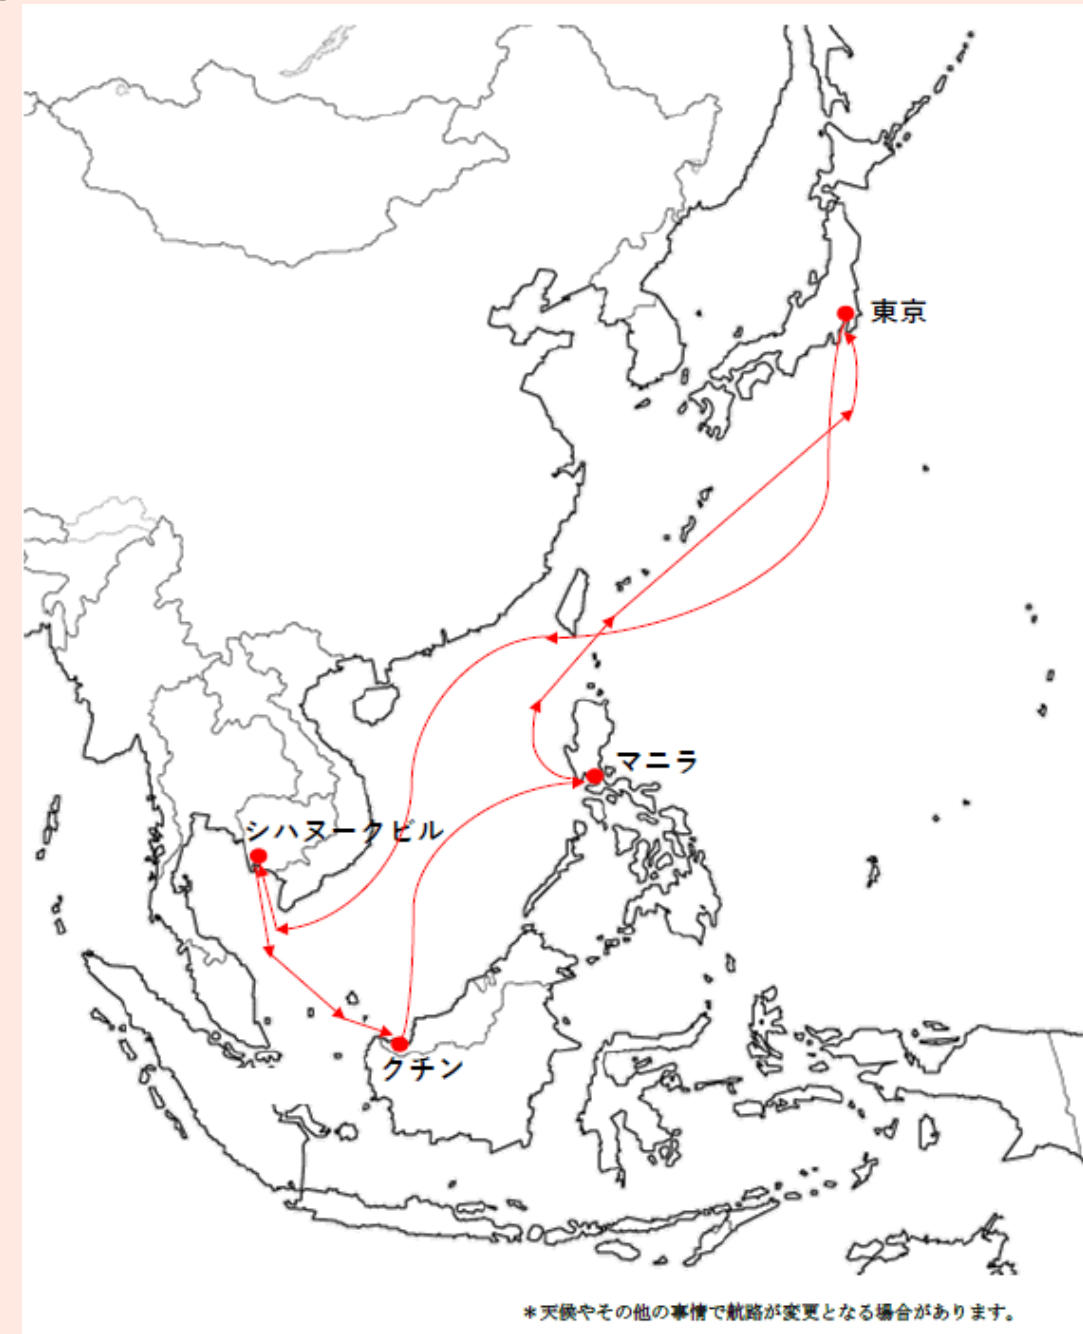 東京
マニラ
シハヌークビル
クチン
＊天候やその他の事情で航路が変更となる場合があります。